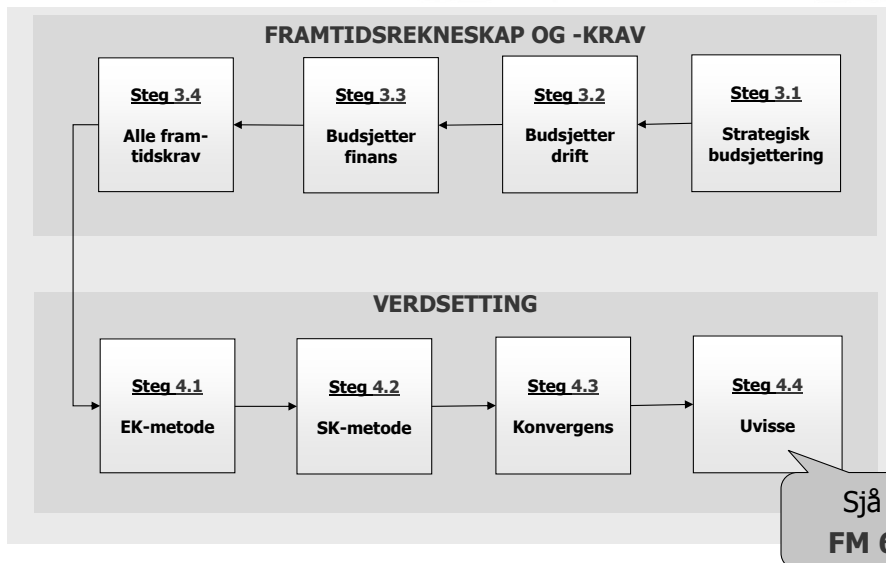 FRAMTIDSREKNESKAP OG -KRAV
Steg 3.4
Alle fram-
tidskrav
Steg 3.3
Budsjetter
finans
Steg 3.2
Budsjetter
drift
Steg 3.1
Strategisk
budsjettering
VERDSETTING
Steg 4.1
EK-metode
Steg 4.2
SK-metode
Steg 4.3
Konvergens
Steg 4.4
Uvisse
Sjå
FM 6